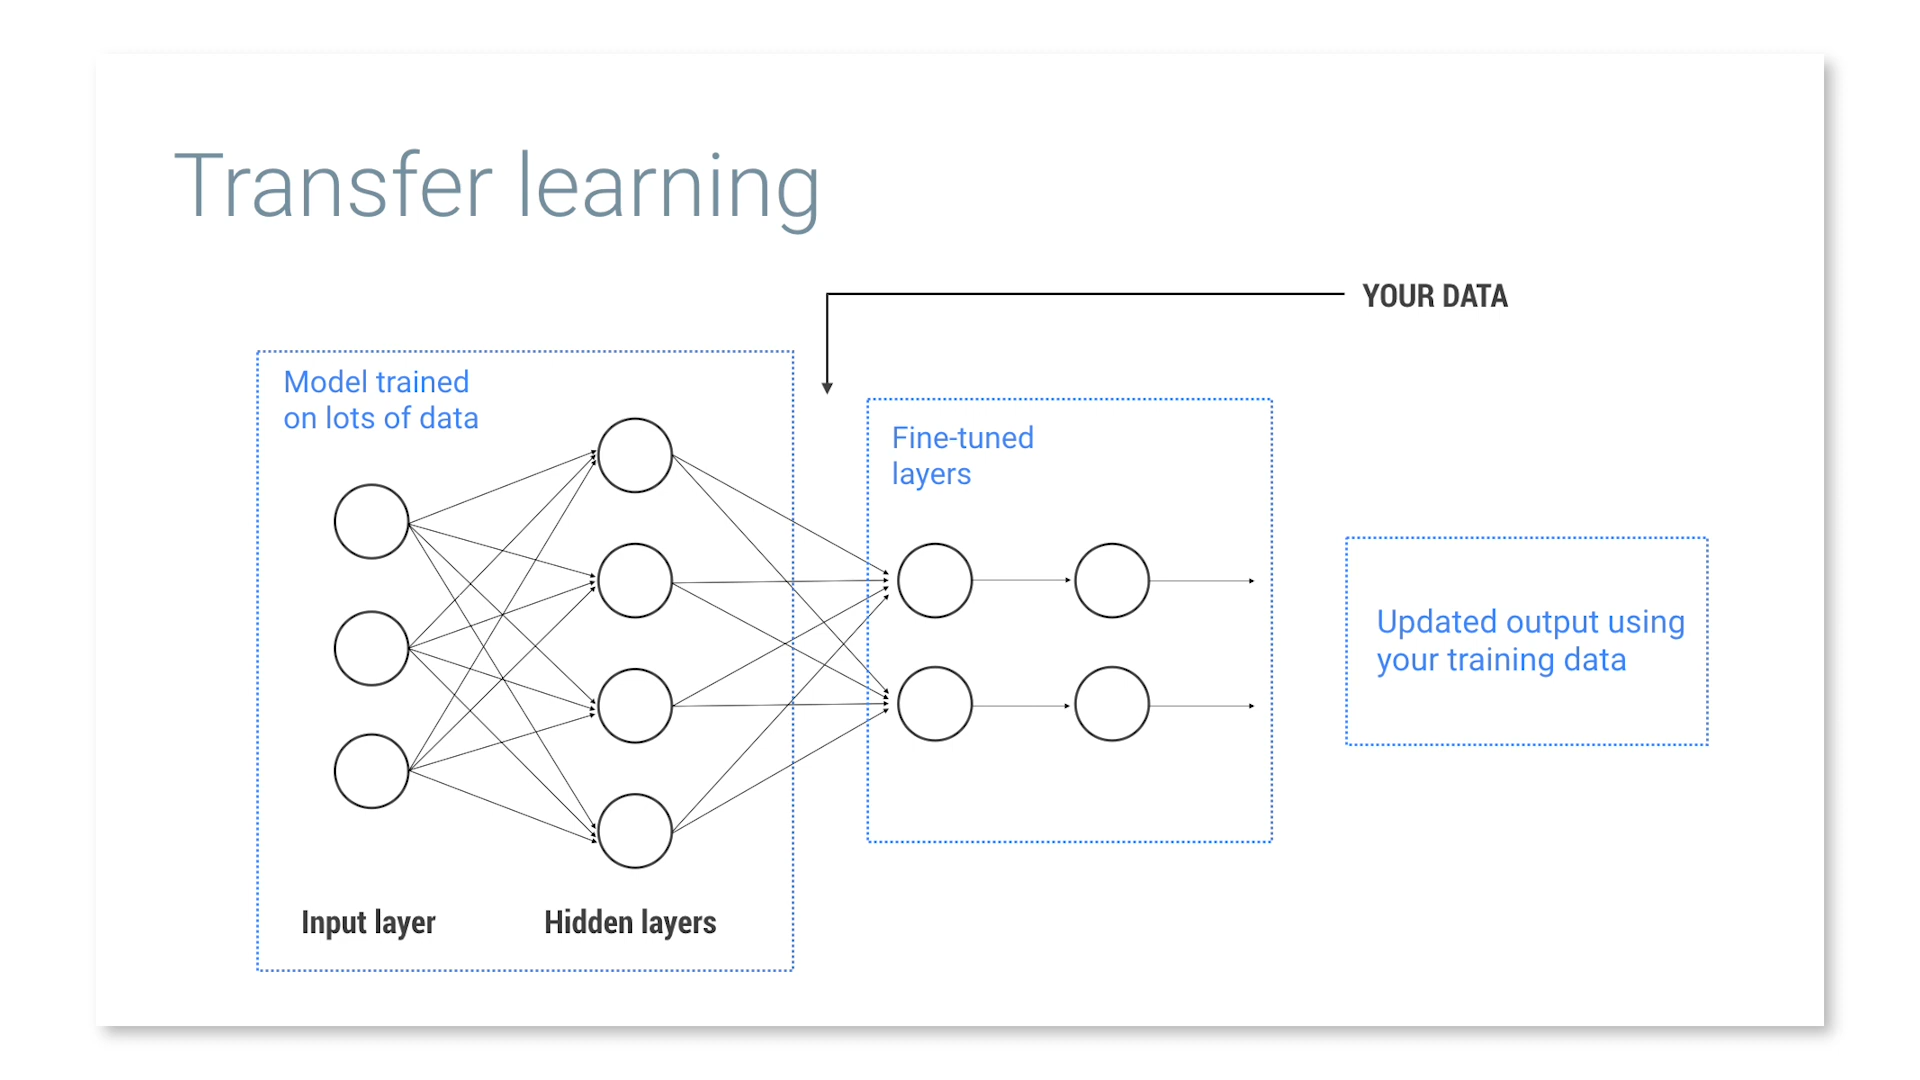 Transfer learning
YOUR DATA
Model trained
on lots of data
Fine-tuned
layers
Updated output using
your training data
Input layer
Hidden layers